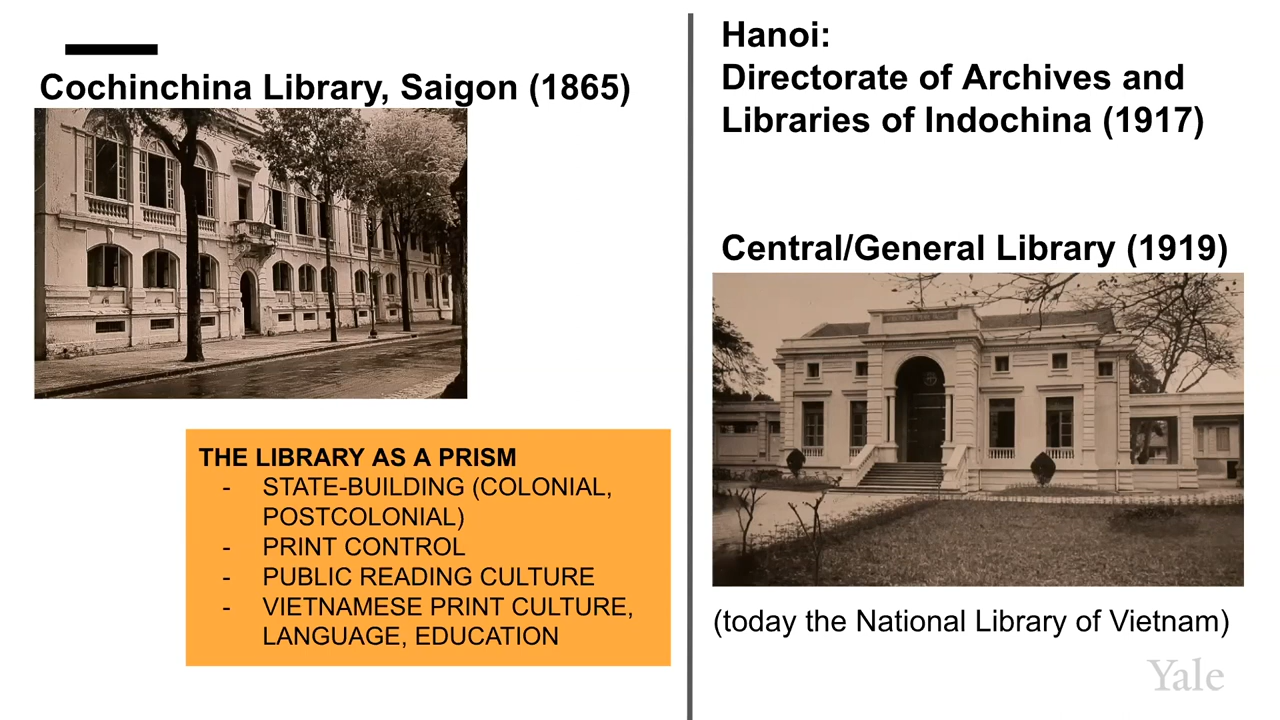 Cochinchina Library, Saigon (1865)
THE LIBRARY AS A PRISM
- STATE-BUILDING (COLONIAL,
POSTCOLONIAL)
- PRINT CONTROL
- PUBLIC READING CULTURE
- VIETNAMESE PRINT CULTURE,
LANGUAGE, EDUCATION
Hanoi:
Directorate of Archives and
Libraries of Indochina (1917)
Central/General Library (1919)
(today the National Library of Vietnam)
Yale